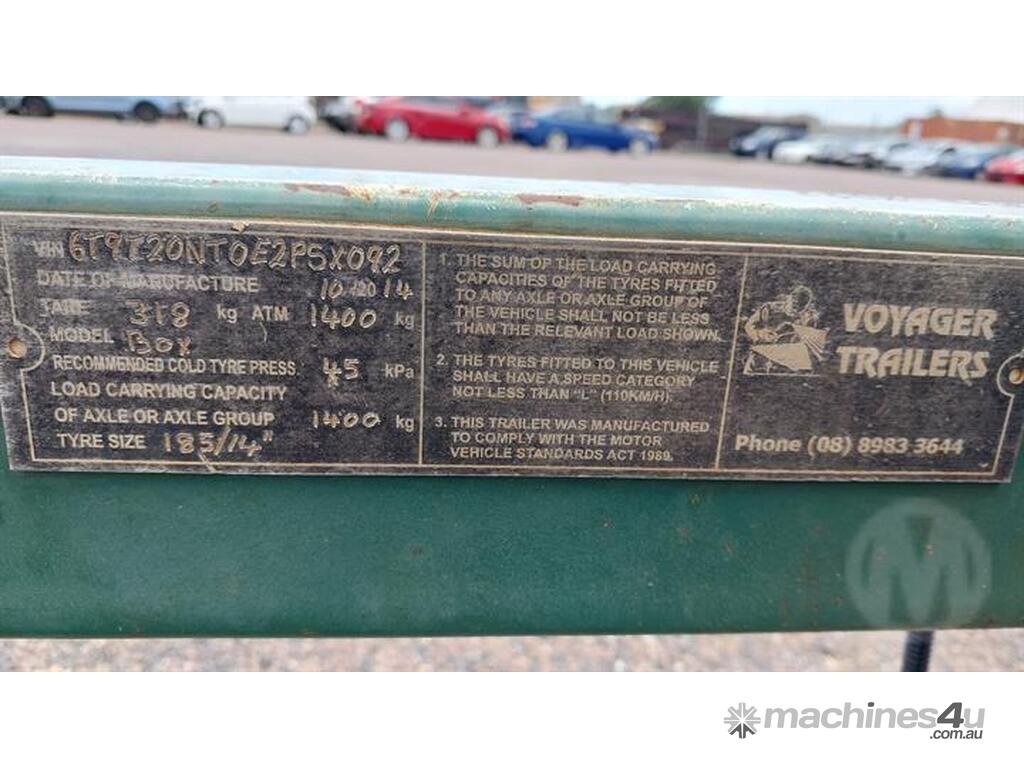 VIN 6T9T20NT0E2P5X092
DATE OF MANUFACTURE 10/2014
TARE 318 kg ATM 1400 kg
MODEL BOX
RECOMMENDED COLD TYRE PRESS. 45 kPa
LOAD CARRYING CAPACITY
OF AXLE OR AXLE GROUP 1400 kg
TYRE SIZE 185/14"
1. THE SUM OF THE LOAD CARRYING
CAPACITIES OF THE TYRES FITTED
TO ANY AXLE OR AXLE GROUP OF
THE VEHICLE SHALL NOT BE LESS
THAN THE RELEVANT LOAD SHOWN.
2. THE TYRES FITTED TO THIS VEHICLE
SHALL HAVE A SPEED CATEGORY
NOT LESS THAN "L" (110KM/H).
3. THIS TRAILER WAS MANUFACTURED
TO COMPLY WITH THE MOTOR
VEHICLE STANDARDS ACT 1989.
VOYAGER
TRAILERS
Phone (08) 8983 3644
M
machines4u
.com.au